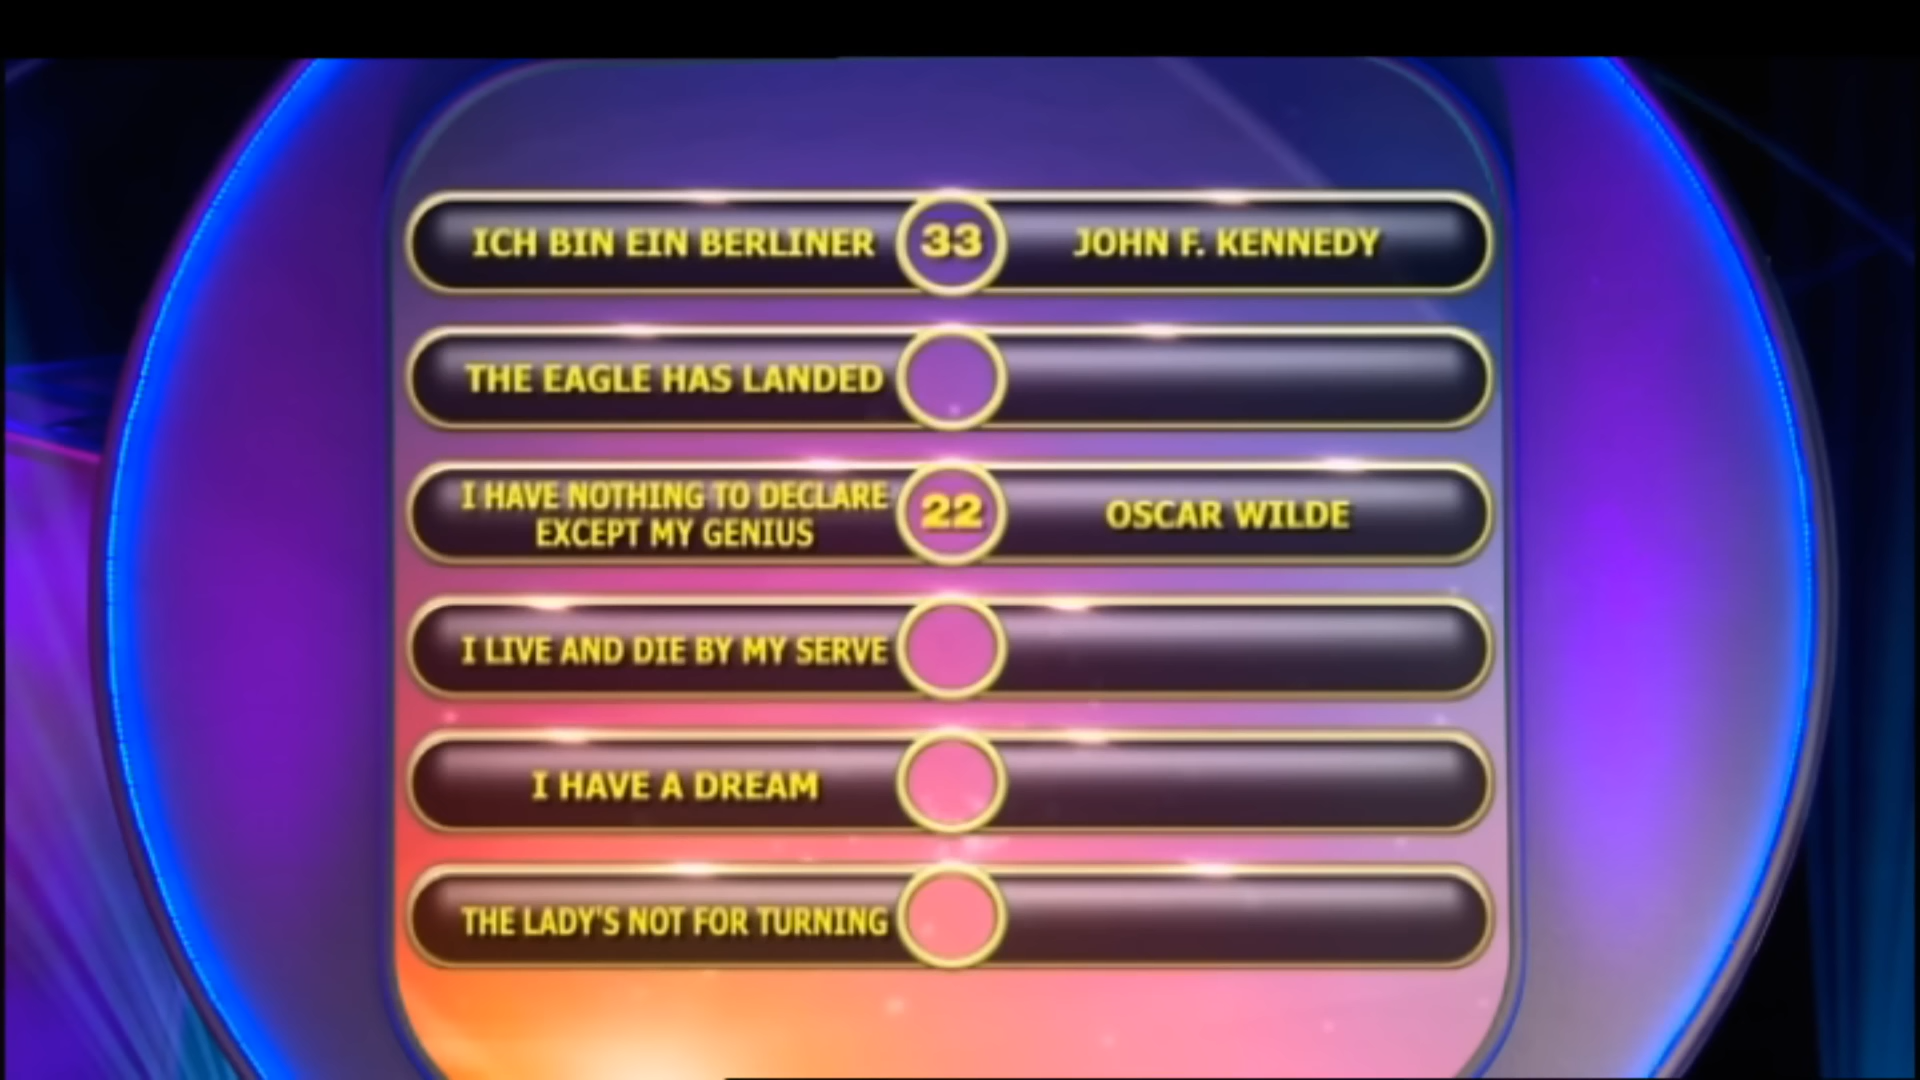 ICH BIN EIN BERLINER 33 JOHN F. KENNEDY
THE EAGLE HAS LANDED
I HAVE NOTHING TO DECLARE
EXCEPT MY GENIUS
22 OSCAR WILDE
I LIVE AND DIE BY MY SERVE
I HAVE A DREAM
THE LADY'S NOT FOR TURNING